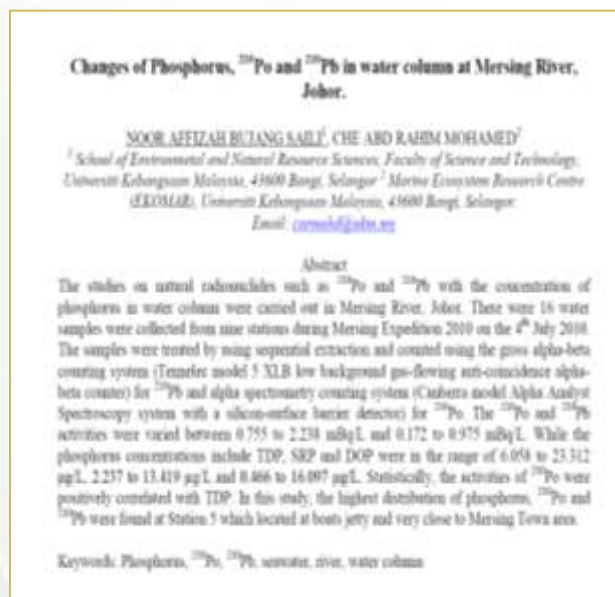 Changes of Phosphorus, ²¹⁰Po and ²¹⁰Pb in water column at Mersing River,
Johor.
NOOR AFFIZAH BUJANG SAILI¹, CHE ABD RAHIM MOHAMED²
¹ School of Environmetal and Natural Resource Sciences, Faculty of Science and Technology,
Universiti Kebangsaan Malaysia, 43600 Bangi, Selangor ² Marine Ecosystem Research Centre
(EKOMAR), Universiti Kebangsaan Malaysia, 43600 Bangi, Selangor
Email: carmohd@ukm.my
Abstract
The studies on natural radionuclides such as ²¹⁰Po and ²¹⁰Pb with the concentration of
phosphorus in water column were carried out in Mersing River, Johor. There were 16 water
samples were collected from nine stations during Mersing Expedition 2010 on the 4th July 2010.
The samples were treated by using sequential extraction and counted using the gross alpha-beta
counting system (Tennelec model 5 XLB low background gas-flowing anti-coincidence alpha-
beta counter) for ²¹⁰Pb and alpha spectrometry counting system (Canberra model Alpha Analyst
Spectroscopy system with a silicon-surface barrier detector) for ²¹⁰Po. The ²¹⁰Po and ²¹⁰Pb
activities were varied between 0.755 to 2.238 mBq/L and 0.172 to 0.975 mBq/L. While the
phosphorus concentrations include TDP, SRP and DOP were in the range of 6.058 to 23.312
µg/L, 2.237 to 13.419 µg/L and 0.466 to 16.097 µg/L. Statistically, the activities of ²¹⁰Po were
positively correlated with TDP. In this study, the highest distribution of phosphorus, ²¹⁰Po and
²¹⁰Pb were found at Station 5 which located at boats jetty and very close to Mersing Town area.
Keywords: Phosphorus, ²¹⁰Po, ²¹⁰Pb, seawater, river, water column